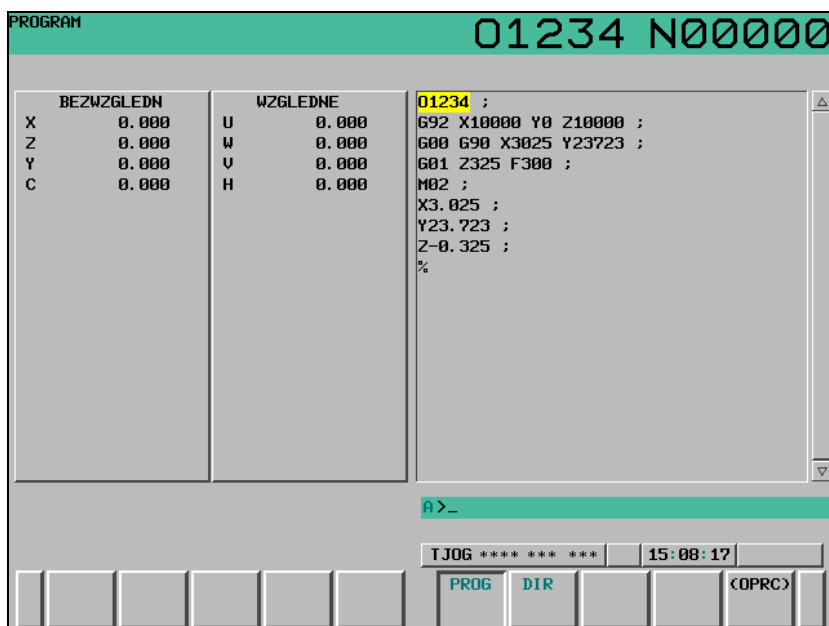 PROGRAM
O1234 N00000
BEZWZGLEDN
X 0.000
Z 0.000
Y 0.000
C 0.000
WZGLEDNE
U 0.000
W 0.000
V 0.000
H 0.000
O1234 ;
G92 X10000 Y0 Z10000 ;
G00 G90 X3025 Y23723 ;
G01 Z325 F300 ;
M02 ;
X3.025 ;
Y23.723 ;
Z-0.325 ;
%
A>_
TJOG **** *** ***
15:08:17
PROG DIR (OPRC)